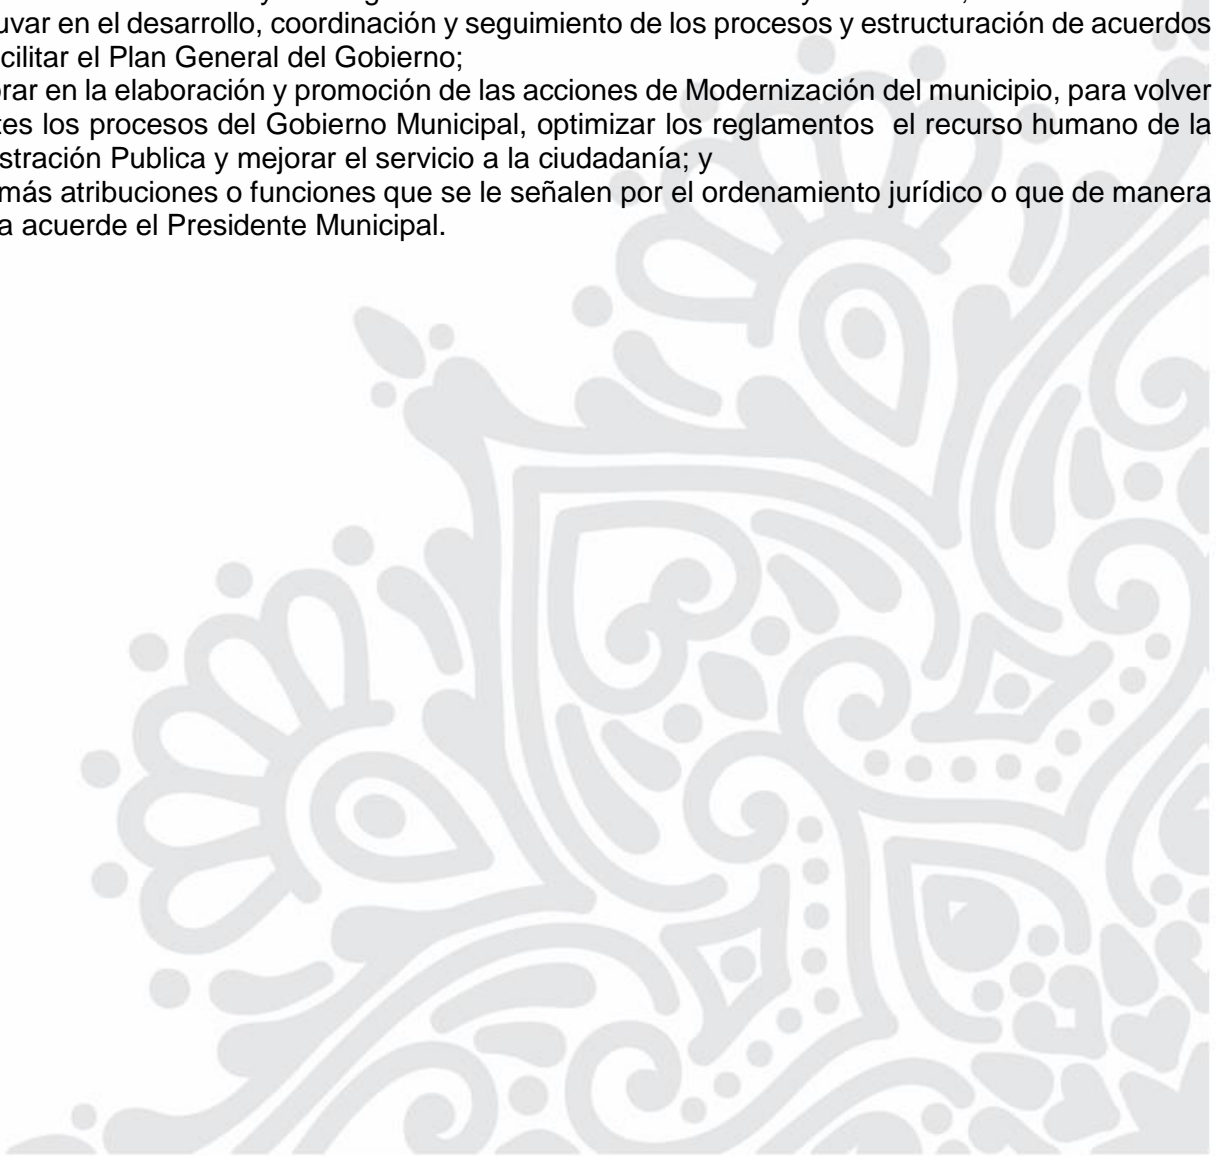 uvar en el desarrollo, coordinación y seguimiento de los procesos y estructuración de acuerdos
cilitar el Plan General del Gobierno;
rar en la elaboración y promoción de las acciones de Modernización del municipio, para volver
tes los procesos del Gobierno Municipal, optimizar los reglamentos  el recurso humano de la
stración Publica y mejorar el servicio a la ciudadanía; y
más atribuciones o funciones que se le señalen por el ordenamiento jurídico o que de manera
a acuerde el Presidente Municipal.